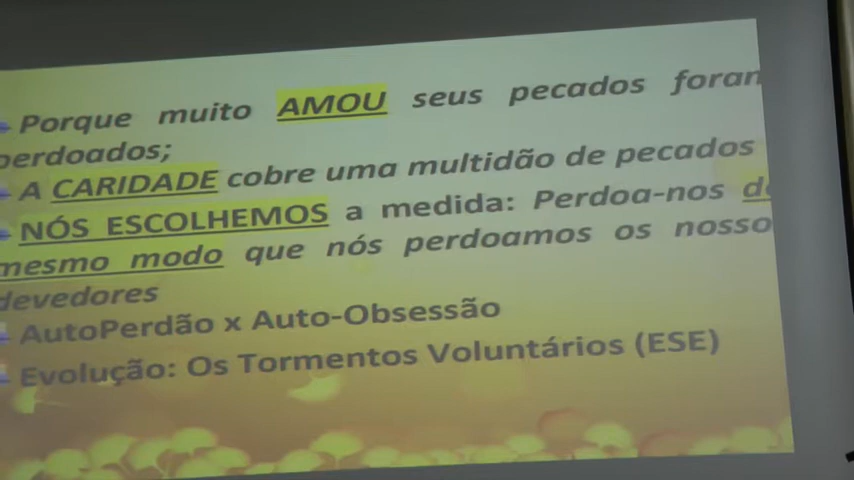 Porque muito AMOU seus pecados foram
perdoados;
A CARIDADE cobre uma multidão de pecados
NÓS ESCOLHEMOS a medida: Perdoa-nos do
mesmo modo que nós perdoamos os nosso
devedores
AutoPerdão x Auto-Obsessão
Evolução: Os Tormentos Voluntários (ESE)